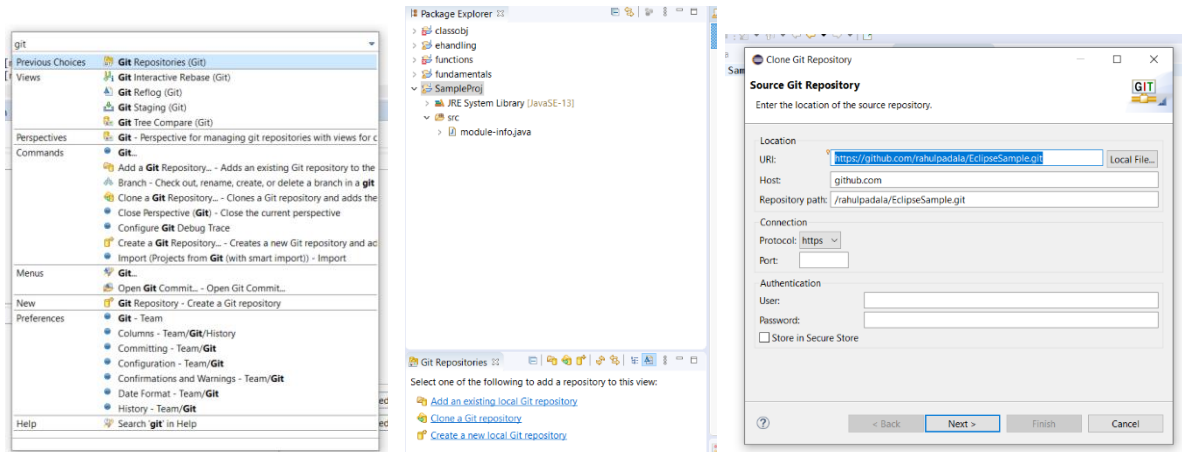 git
Previous Choices Git Repositories (Git)
Views Git Interactive Rebase (Git)
Git Reflog (Git)
Git Staging (Git)
Git Tree Compare (Git)
Perspectives Git - Perspective for managing git repositories with views for c
Commands Git...
Add a Git Repository... - Adds an existing Git repository to the
Branch - Check out, rename, create, or delete a branch in a git
Clone a Git Repository... - Clones a Git repository and adds the
Close Perspective (Git) - Close the current perspective
Configure Git Debug Trace
Create a Git Repository... - Creates a new Git repository and ad
Import (Projects from Git (with smart import)) - Import
Menus Git...
Open Git Commit... - Open Git Commit...
New Git Repository - Create a Git repository
Preferences Git - Team
Columns - Team/Git/History
Committing - Team/Git
Configuration - Team/Git
Confirmations and Warnings - Team/Git
Date Format - Team/Git
History - Team/Git
Help Search 'git' in Help
ed
ed
Package Explorer
classobj
ehandling
functions
fundamentals
SampleProj
JRE System Library [JavaSE-13]
src
module-info.java
Git Repositories
Select one of the following to add a repository to this view:
Add an existing local Git repository
Clone a Git repository
Create a new local Git repository
Sam
Clone Git Repository
Source Git Repository
Enter the location of the source repository.
GIT
Location
URI: https://github.com/rahulpadala/EclipseSample.git Local File...
Host: github.com
Repository path: /rahulpadala/EclipseSample.git
Connection
Protocol: https
Port:
Authentication
User:
Password:
Store in Secure Store
? < Back Next > Finish Cancel